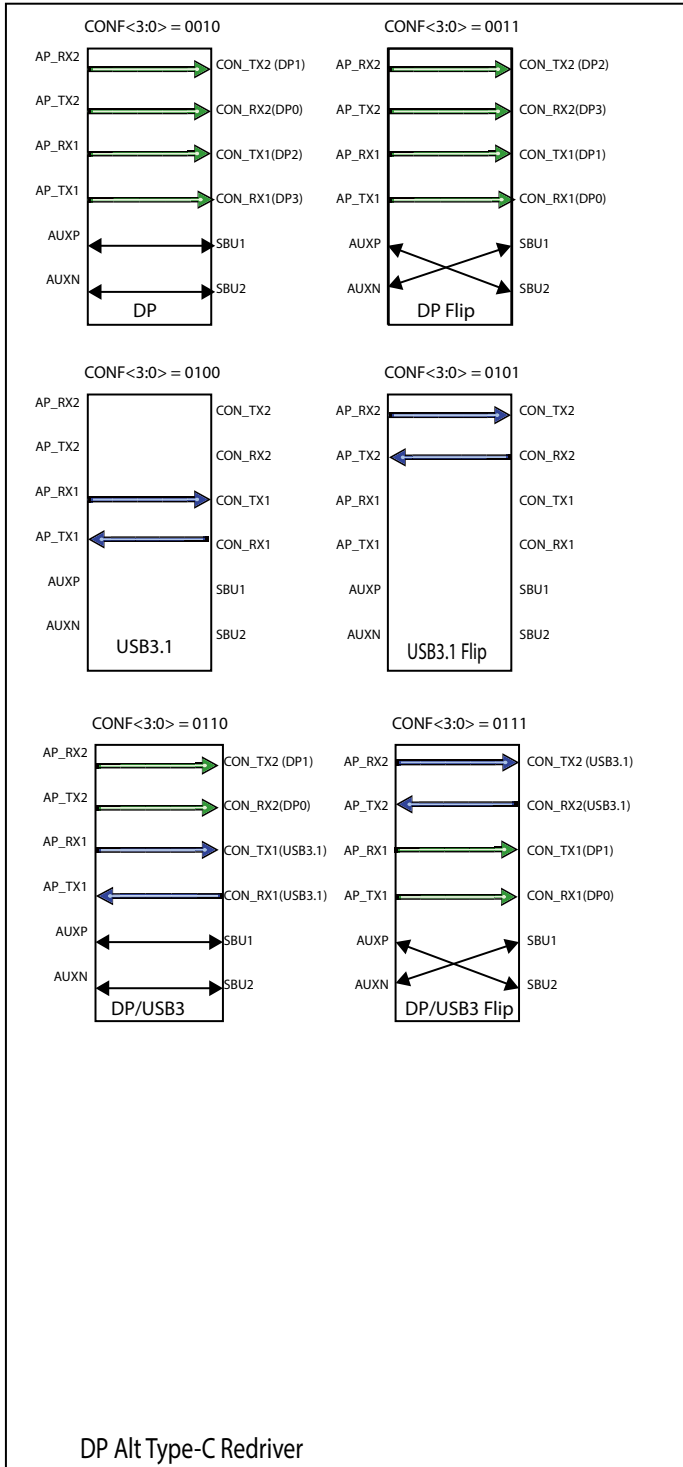 CONF<3:0> = 0010
AP_RX2
CON_TX2 (DP1)
AP_TX2
CON_RX2(DP0)
AP_RX1
CON_TX1(DP2)
AP_TX1
CON_RX1(DP3)
AUXP
SBU1
AUXN
SBU2
DP
CONF<3:0> = 0011
AP_RX2
CON_TX2 (DP2)
AP_TX2
CON_RX2(DP3)
AP_RX1
CON_TX1(DP1)
AP_TX1
CON_RX1(DP0)
AUXP
SBU1
AUXN
SBU2
DP Flip
CONF<3:0> = 0100
AP_RX2
CON_TX2
AP_TX2
CON_RX2
AP_RX1
CON_TX1
AP_TX1
CON_RX1
AUXP
SBU1
AUXN
SBU2
USB3.1
CONF<3:0> = 0101
AP_RX2
CON_TX2
AP_TX2
CON_RX2
AP_RX1
CON_TX1
AP_TX1
CON_RX1
AUXP
SBU1
AUXN
SBU2
USB3.1 Flip
CONF<3:0> = 0110
AP_RX2
CON_TX2 (DP1)
AP_TX2
CON_RX2(DP0)
AP_RX1
CON_TX1(USB3.1)
AP_TX1
CON_RX1(USB3.1)
AUXP
SBU1
AUXN
SBU2
DP/USB3
CONF<3:0> = 0111
AP_RX2
CON_TX2 (USB3.1)
AP_TX2
CON_RX2(USB3.1)
AP_RX1
CON_TX1(DP1)
AP_TX1
CON_RX1(DP0)
AUXP
SBU1
AUXN
SBU2
DP/USB3 Flip
DP Alt Type-C Redriver